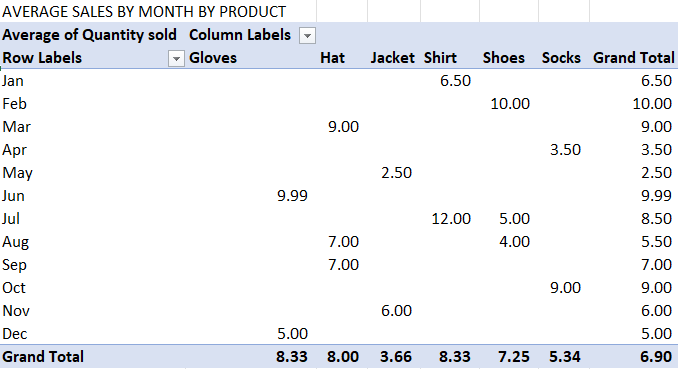 AVERAGE SALES BY MONTH BY PRODUCT
Average of Quantity sold Column Labels
Row Labels Gloves Hat Jacket Shirt Shoes Socks Grand Total
Jan 6.50 6.50
Feb 10.00 10.00
Mar 9.00 9.00
Apr 3.50 3.50
May 2.50 2.50
Jun 9.99 9.99
Jul 12.00 5.00 8.50
Aug 7.00 4.00 5.50
Sep 7.00 7.00
Oct 9.00 9.00
Nov 6.00 6.00
Dec 5.00 5.00
Grand Total 8.33 8.00 3.66 8.33 7.25 5.34 6.90